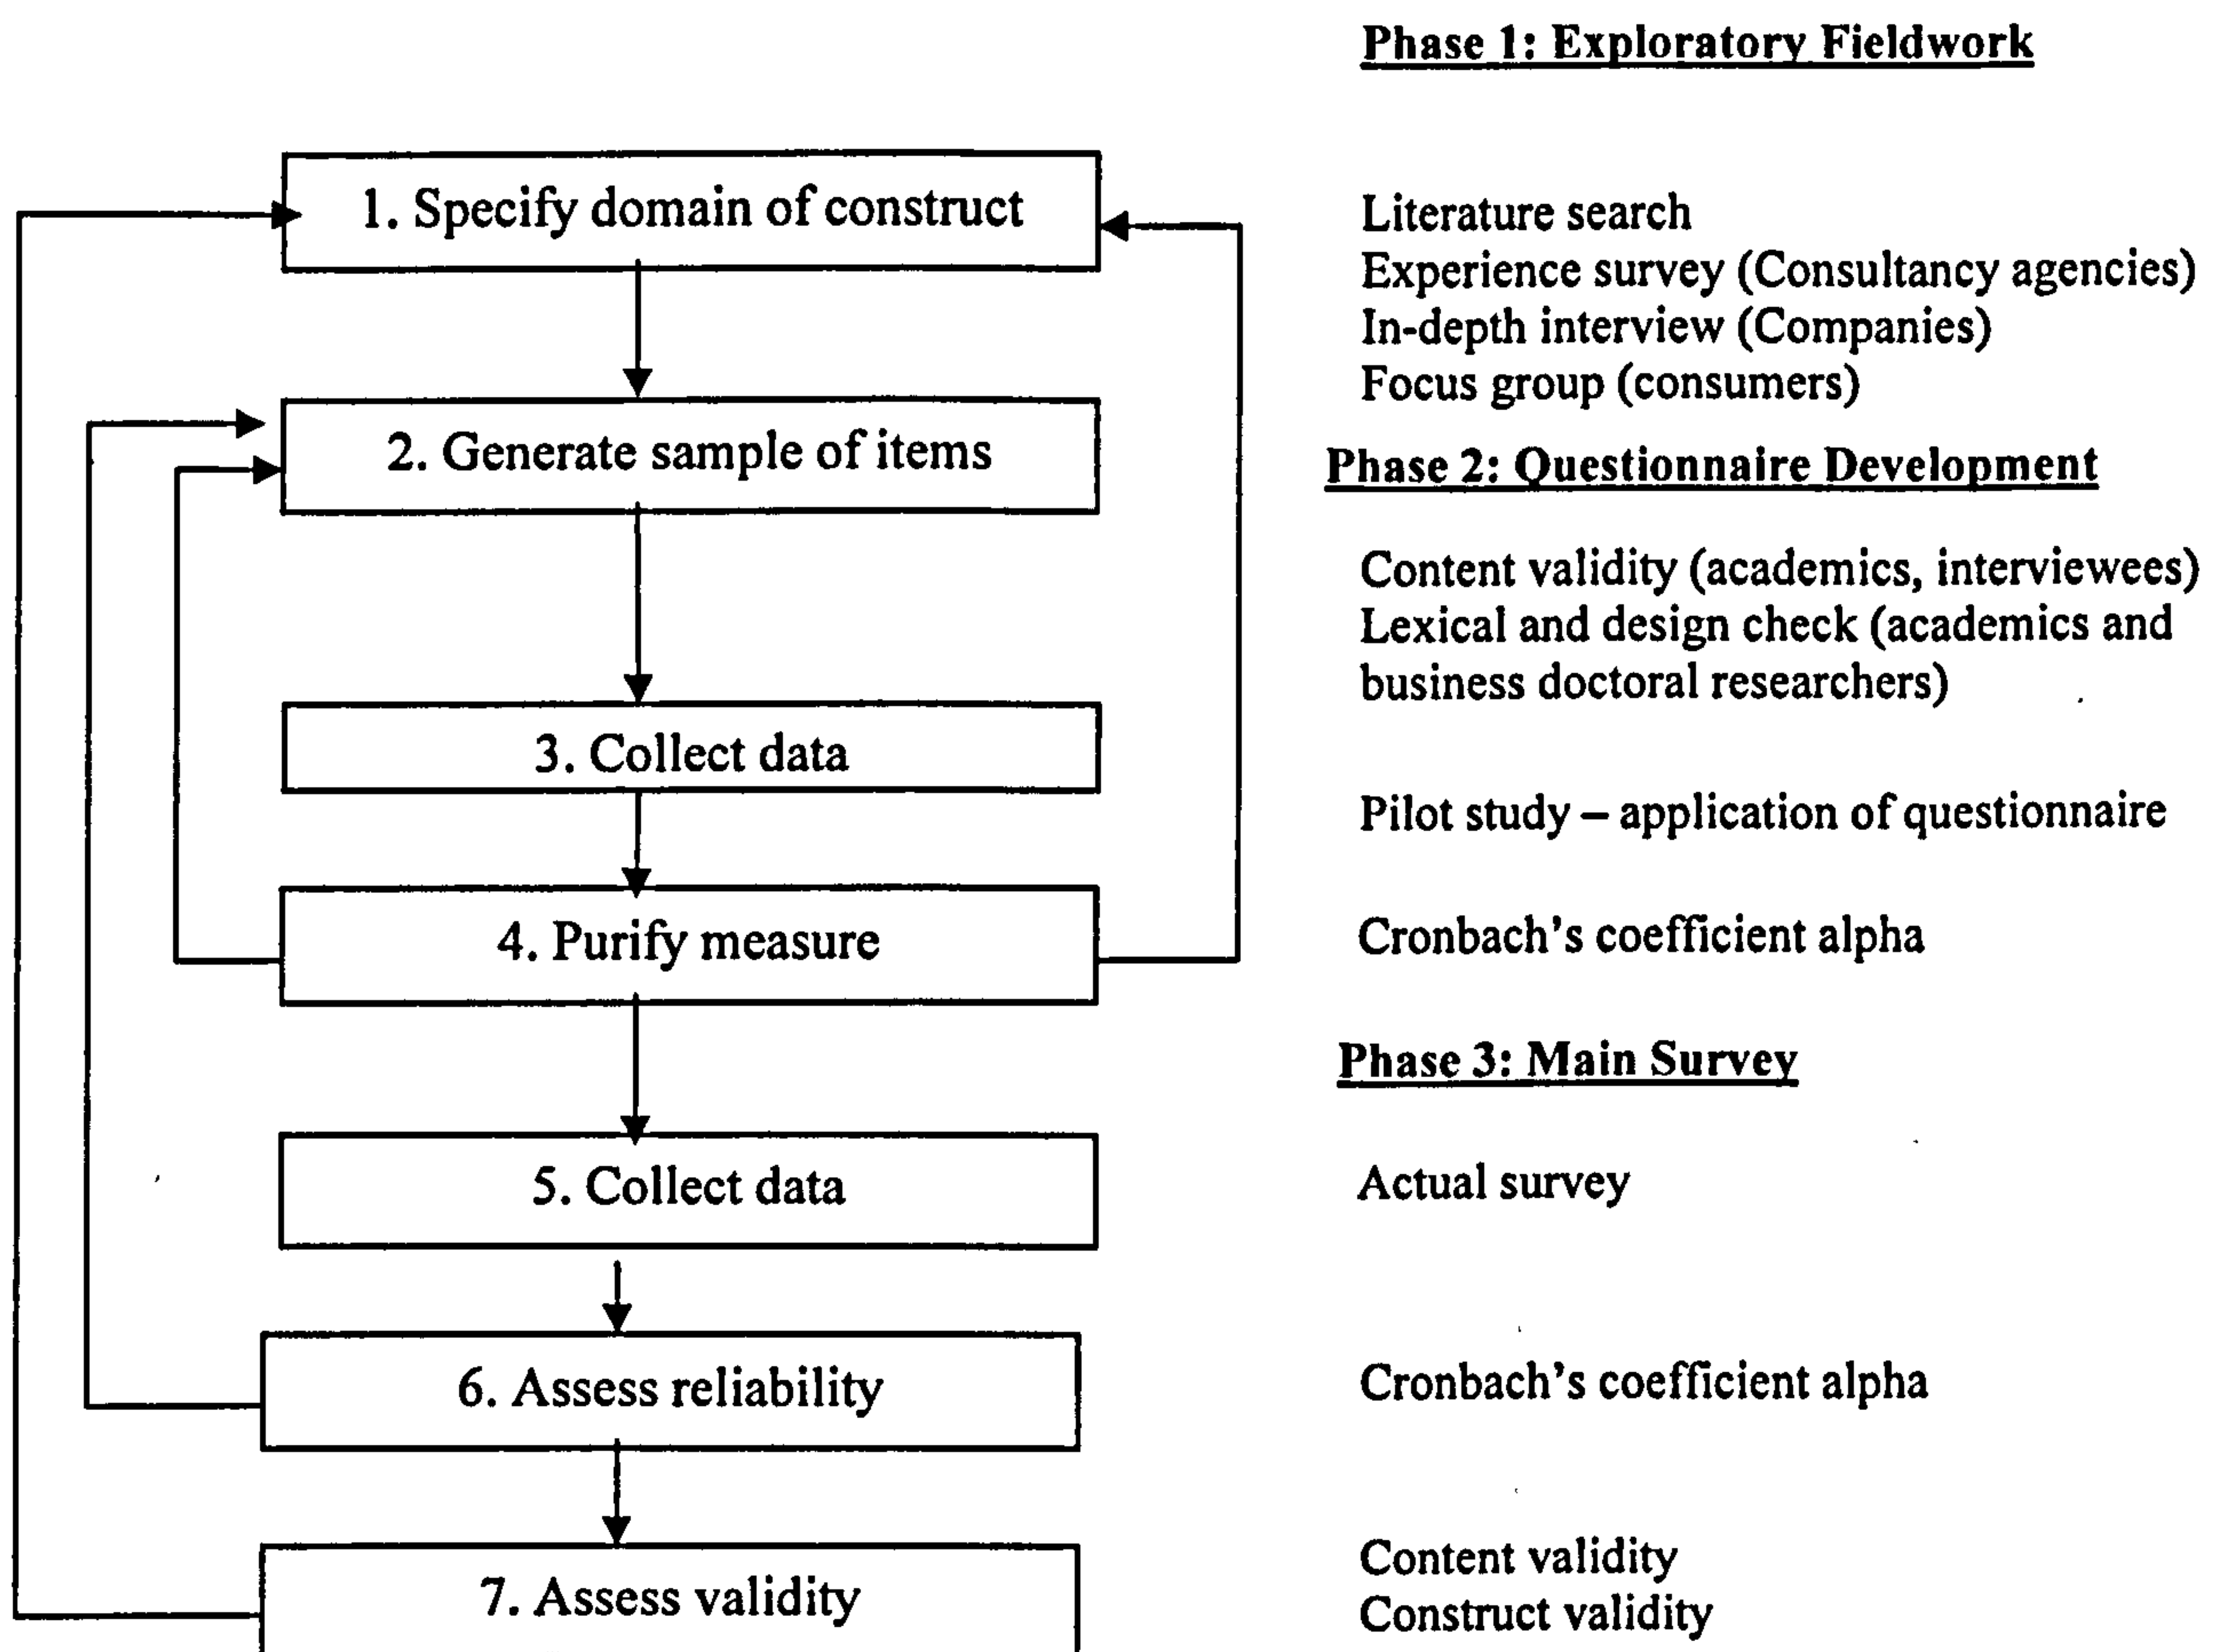 Phase 1: Exploratory Fieldwork
1. Specify domain of construct
Literature search
Experience survey (Consultancy agencies)
In-depth interview (Companies)
Focus group (consumers)
2. Generate sample of items
Phase 2: Questionnaire Development
Content validity (academics, interviewees)
Lexical and design check (academics and
business doctoral researchers)
3. Collect data
Pilot study – application of questionnaire
4. Purify measure
Cronbach's coefficient alpha
Phase 3: Main Survey
5. Collect data
Actual survey
6. Assess reliability
Cronbach's coefficient alpha
7. Assess validity
Content validity
Construct validity